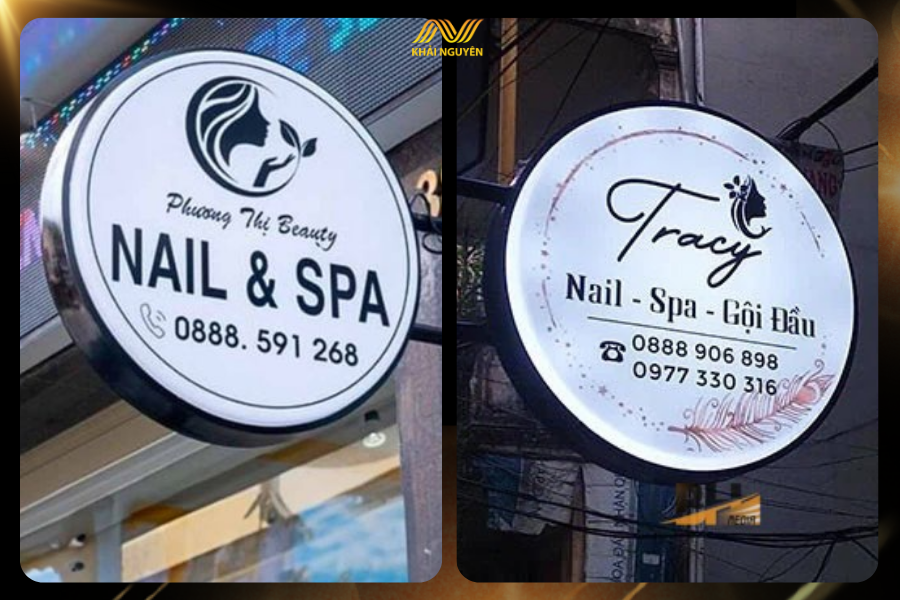 KHẢI NGUYÊN
Phương Thị Beauty
NAIL & SPA
0888. 591 268
Tracy
Nail - Spa - Gội Đầu
0888 906 898
0977 330 316
MEDIA